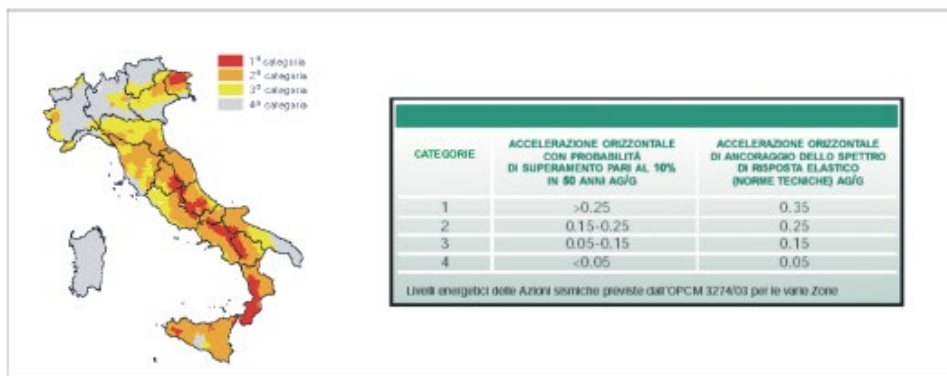 1ª categoria
2ª categoria
3ª categoria
4ª categoria
CATEGORIE
ACCELERAZIONE ORIZZONTALE
CON PROBABILITÀ
DI SUPERAMENTO PARI AL 10%
IN 50 ANNI AG/G
ACCELERAZIONE ORIZZONTALE
DI ANCORAGGIO DELLO SPETTRO
DI RISPOSTA ELASTICO
(NORME TECNICHE) AG/G
1 >0.25 0.35
2 0.15-0.25 0.25
3 0.05-0.15 0.15
4 <0.05 0.05
Livelli energetici delle Azioni sismiche previste dall'OPCM 3274/03 per le varie Zone